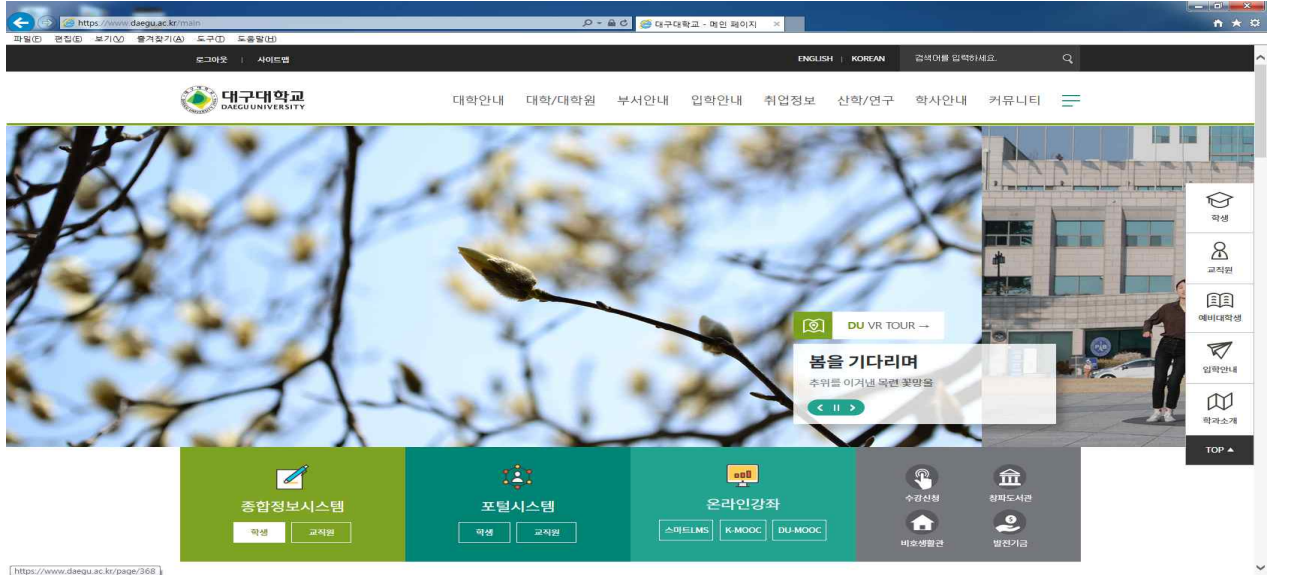 https://www.daegu.ac.kr/main
대구대학교 - 메인 페이지
파일(F) 편집(E) 보기(V) 즐겨찾기(A) 도구(T) 도움말(H)
로그아웃 | 사이트맵
ENGLISH | KOREAN
검색어를 입력하세요.
대구대학교
DAEGU UNIVERSITY
대학안내 대학/대학원 부서안내 입학안내 취업정보 산학/연구 학사안내 커뮤니티
학생
교직원
예비대학생
입학안내
학과소개
TOP
DU VR TOUR →
봄을 기다리며
추위를 이겨낸 목련 꽃망울
종합정보시스템
학생 교직원
포털시스템
학생 교직원
온라인강좌
스마트LMS K-MOOC DU-MOOC
수강신청 창파도서관
비호생활관 발전기금
https://www.daegu.ac.kr/page/368